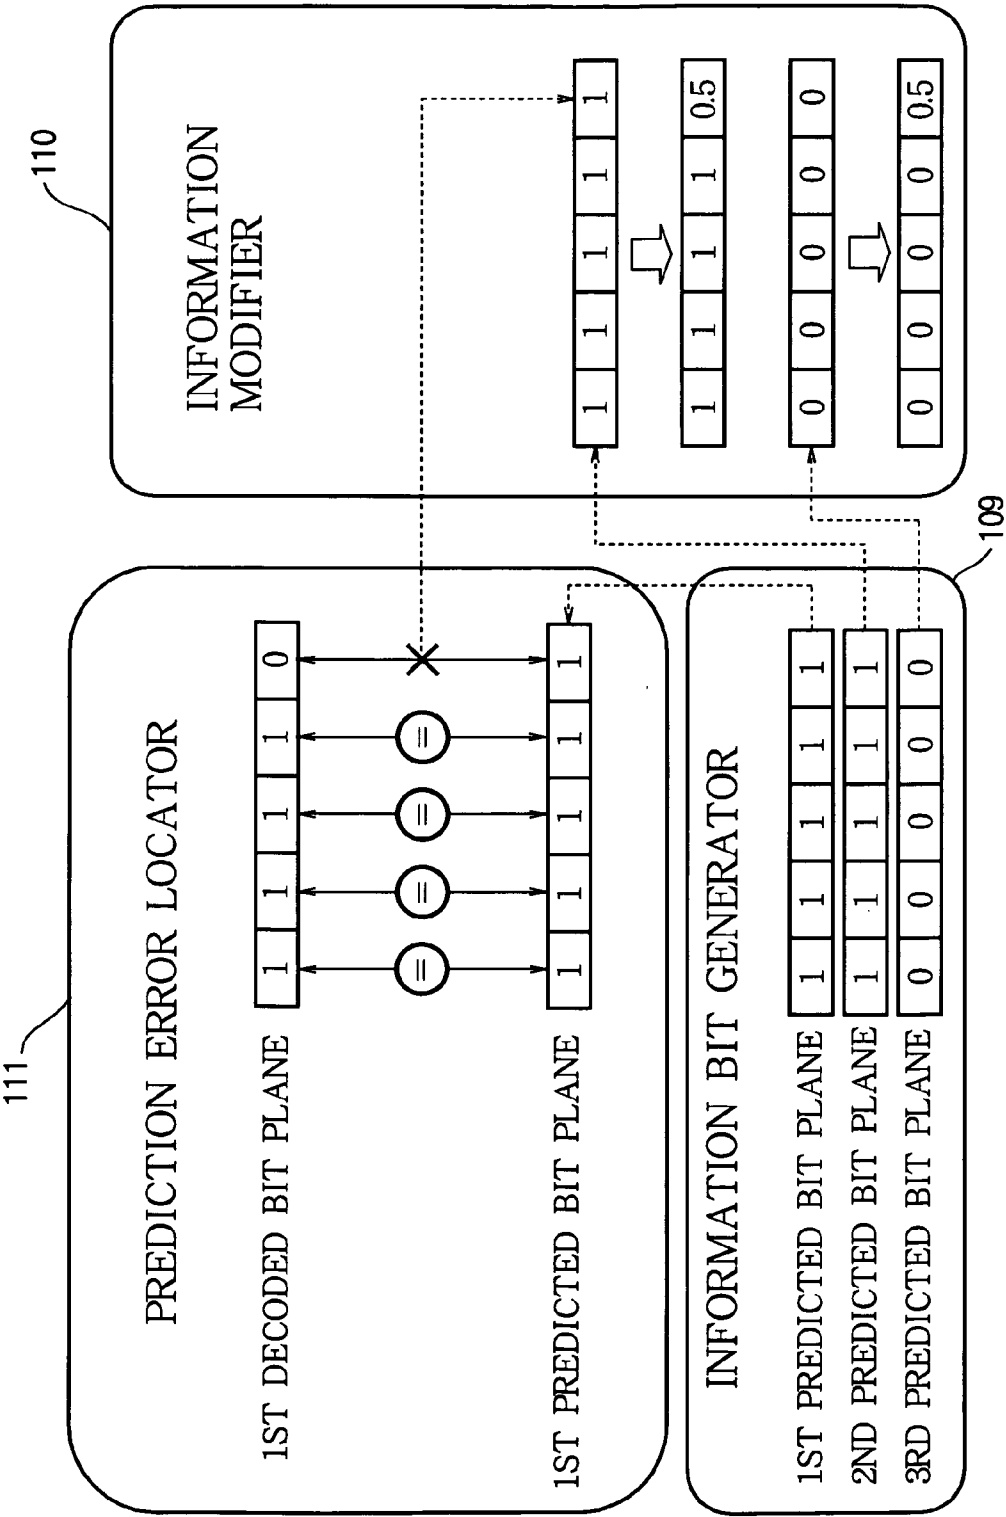 111
PREDICTION ERROR LOCATOR
1ST DECODED BIT PLANE 1 1 1 1 0
= = = = ×
1ST PREDICTED BIT PLANE 1 1 1 1 1
INFORMATION BIT GENERATOR
1ST PREDICTED BIT PLANE 1 1 1 1 1
2ND PREDICTED BIT PLANE 1 1 1 1 1
3RD PREDICTED BIT PLANE 0 0 0 0 0
109
110
INFORMATION
MODIFIER
1 1 1 1 1
1 1 1 1 0.5
0 0 0 0 0
0 0 0 0 0.5